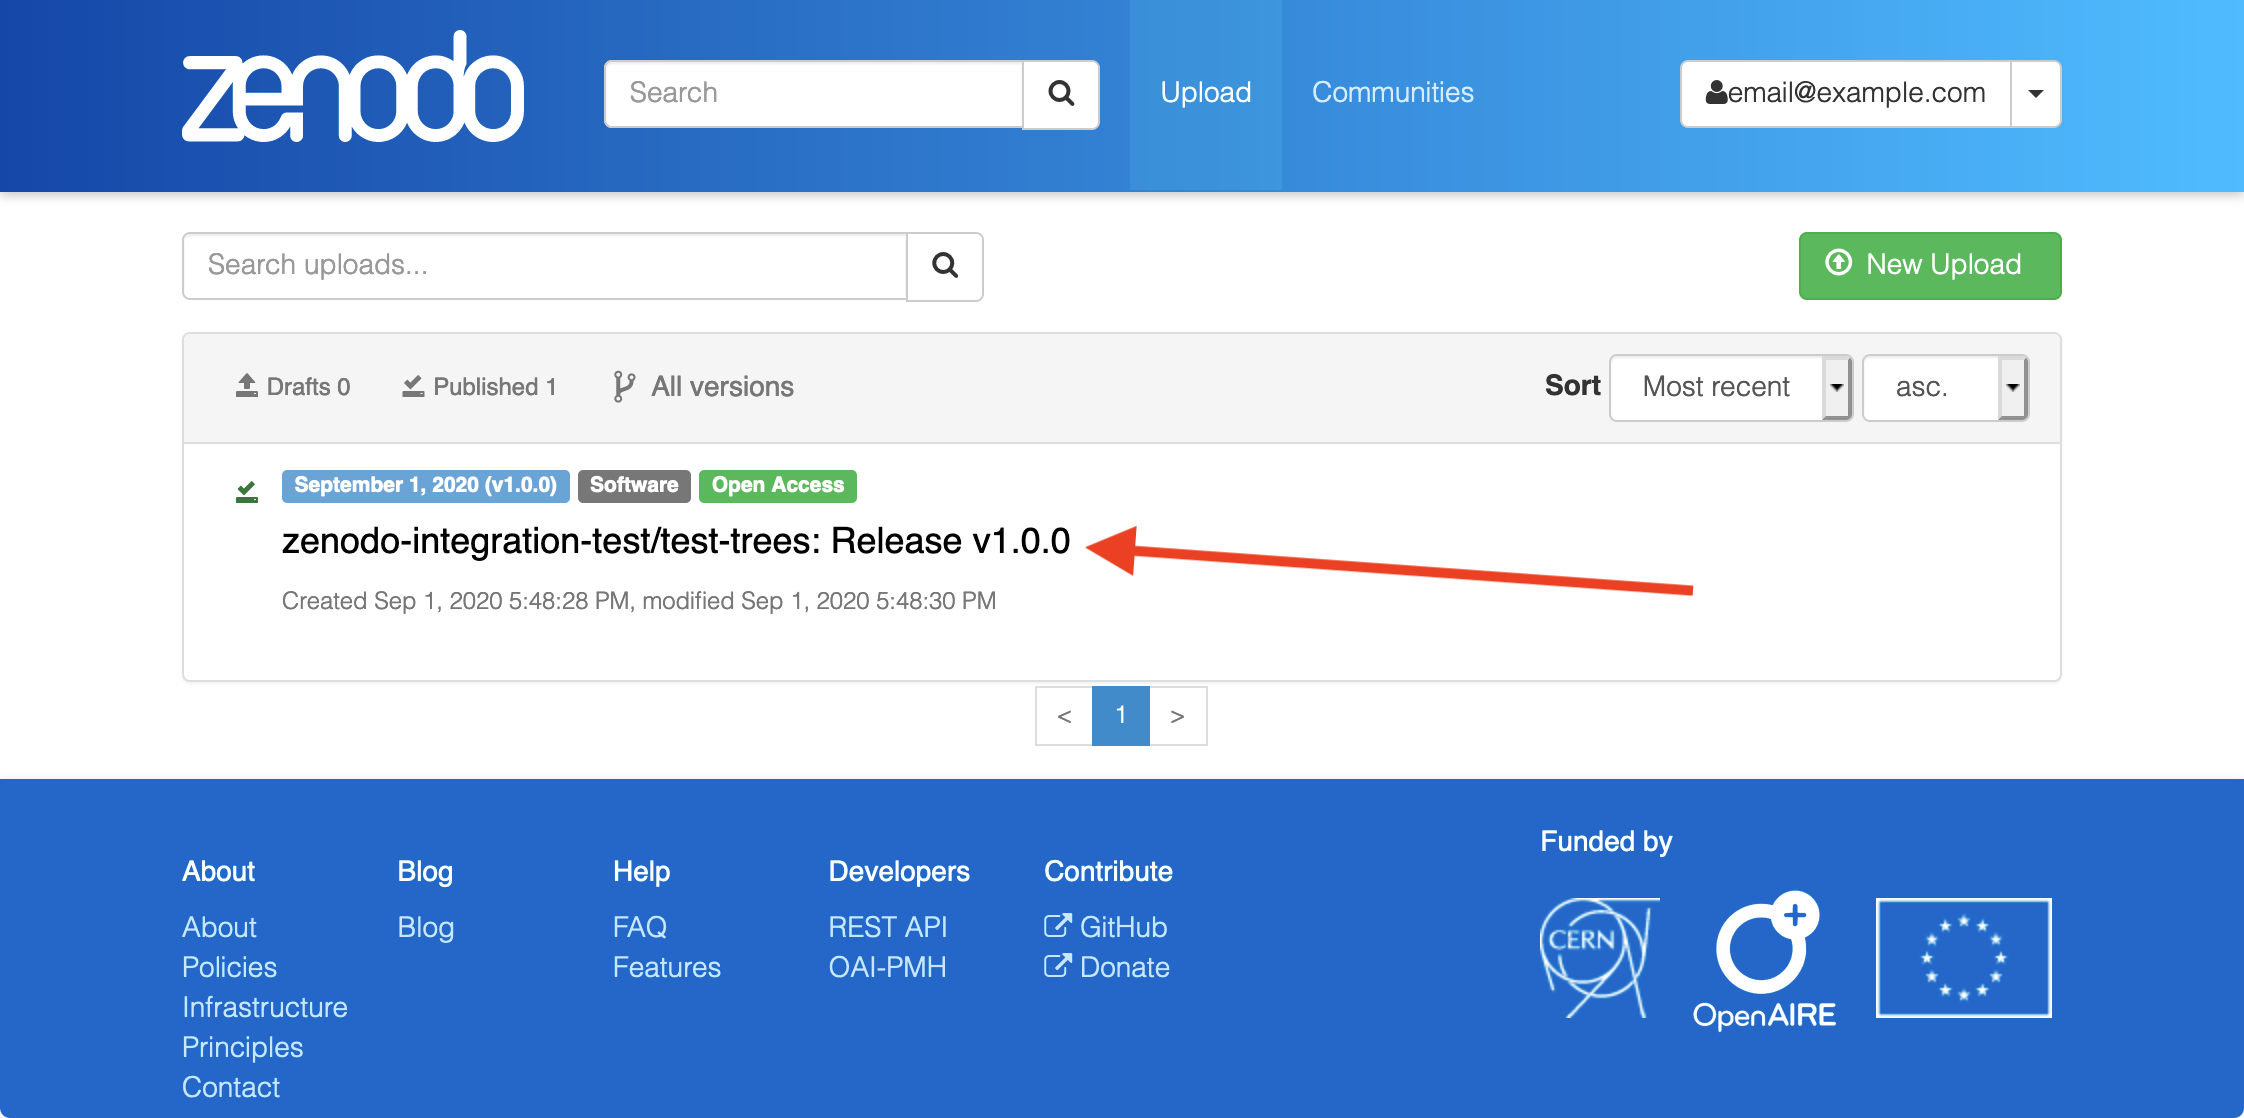 zenodo
Search
Upload
Communities
email@example.com
Search uploads...
New Upload
Drafts 0
Published 1
All versions
Sort
Most recent
asc.
September 1, 2020 (v1.0.0)
Software
Open Access
zenodo-integration-test/test-trees: Release v1.0.0
Created Sep 1, 2020 5:48:28 PM, modified Sep 1, 2020 5:48:30 PM
< 1 >
About
About
Policies
Infrastructure
Principles
Contact
Blog
Blog
Help
FAQ
Features
Developers
REST API
OAI-PMH
Contribute
GitHub
Donate
Funded by
CERN
OpenAIRE